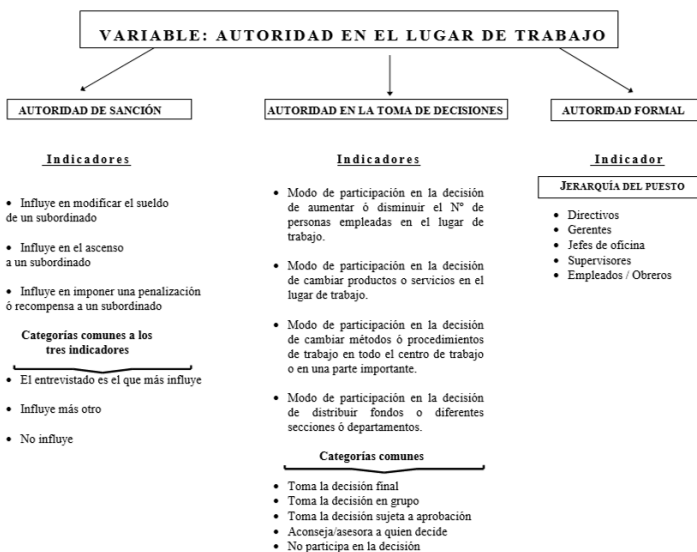 VARIABLE: AUTORIDAD EN EL LUGAR DE TRABAJO
AUTORIDAD DE SANCIÓN
Indicadores
• Influye en modificar el sueldo
de un subordinado
• Influye en el ascenso
a un subordinado
• Influye en imponer una penalización
ó recompensa a un subordinado
Categorías comunes a los
tres indicadores
• El entrevistado es el que más influye
• Influye más otro
• No influye
AUTORIDAD EN LA TOMA DE DECISIONES
Indicadores
• Modo de participación en la decisión
de aumentar ó disminuir el Nº de
personas empleadas en el lugar de
trabajo.
• Modo de participación en la decisión
de cambiar productos o servicios en el
lugar de trabajo.
• Modo de participación en la decisión
de cambiar métodos ó procedimientos
de trabajo en todo el centro de trabajo
o en una parte importante.
• Modo de participación en la decisión
de distribuir fondos o diferentes
secciones ó departamentos.
Categorías comunes
• Toma la decisión final
• Toma la decisión en grupo
• Toma la decisión sujeta a aprobación
• Aconseja/asesora a quien decide
• No participa en la decisión
AUTORIDAD FORMAL
Indicador
JERARQUÍA DEL PUESTO
• Directivos
• Gerentes
• Jefes de oficina
• Supervisores
• Empleados / Obreros